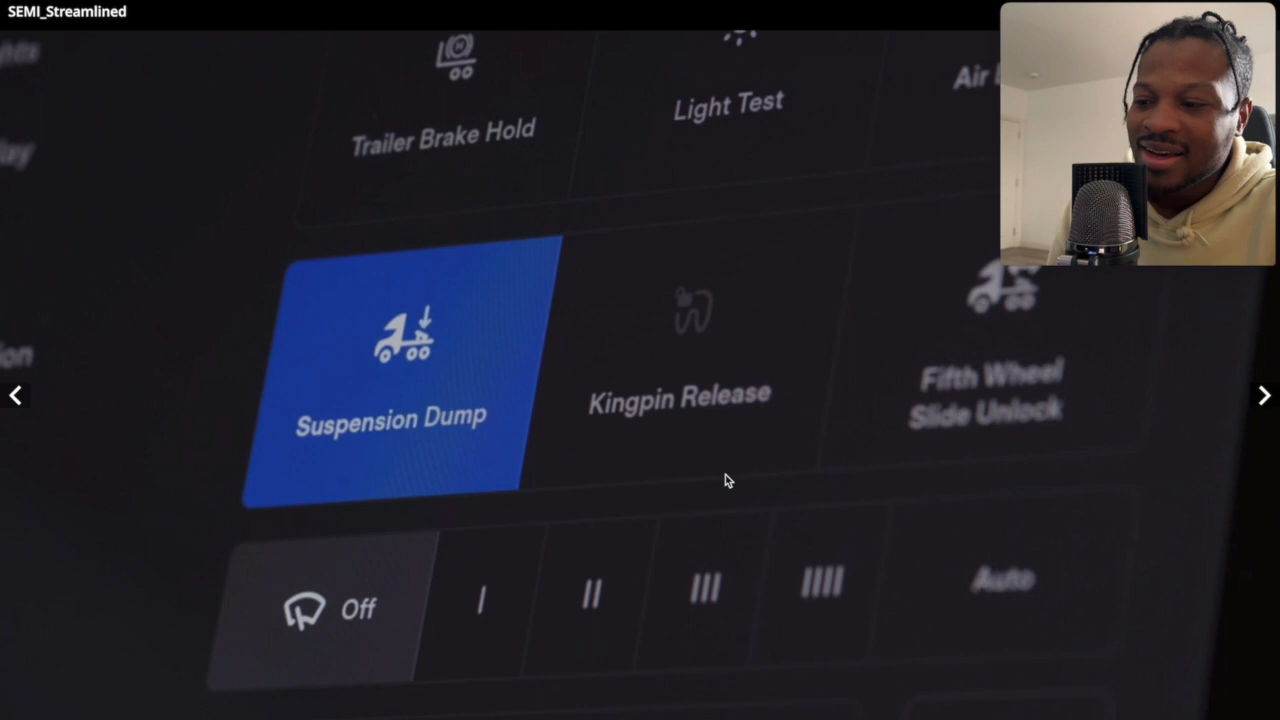 SEMI_Streamlined
Trailer Brake Hold
Light Test
Air
Suspension Dump
Kingpin Release
Fifth Wheel
Slide Unlock
Off
I
II
III
IIII
Auto